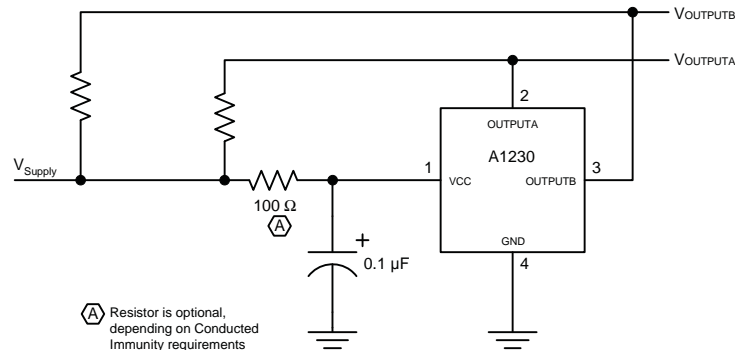 VOUTPUTB
VOUTPUTA
2
OUTPUTA
A1230
VSupply
1
3
VCC
OUTPUTB
100 Ω
A
GND
+
4
0.1 µF
A Resistor is optional,
depending on Conducted
Immunity requirements